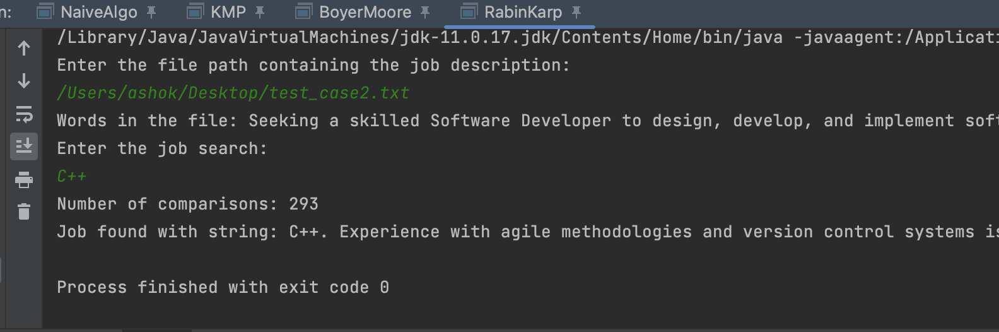 n: NaiveAlgo KMP BoyerMoore RabinKarp
/Library/Java/JavaVirtualMachines/jdk-11.0.17.jdk/Contents/Home/bin/java -javaagent:/Applicati
Enter the file path containing the job description:
/Users/ashok/Desktop/test_case2.txt
Words in the file: Seeking a skilled Software Developer to design, develop, and implement soft
Enter the job search:
C++
Number of comparisons: 293
Job found with string: C++. Experience with agile methodologies and version control systems is
Process finished with exit code 0